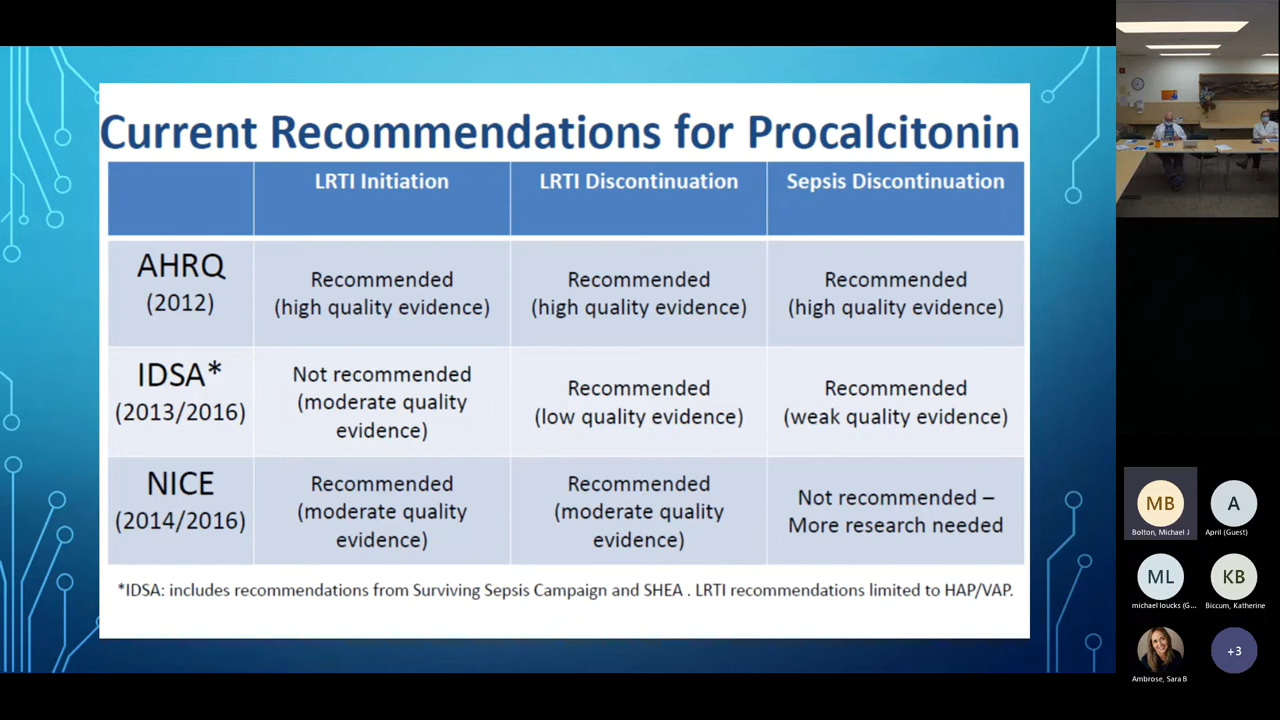 Current Recommendations for Procalcitonin
LRTI Initiation
LRTI Discontinuation
Sepsis Discontinuation
AHRQ
(2012)
Recommended
(high quality evidence)
Recommended
(high quality evidence)
Recommended
(high quality evidence)
IDSA*
(2013/2016)
Not recommended
(moderate quality
evidence)
Recommended
(low quality evidence)
Recommended
(weak quality evidence)
NICE
(2014/2016)
Recommended
(moderate quality
evidence)
Recommended
(moderate quality
evidence)
Not recommended –
More research needed
*IDSA: includes recommendations from Surviving Sepsis Campaign and SHEA . LRTI recommendations limited to HAP/VAP.
MB
Bolton, Michael J
A
April (Guest)
ML
michael loucks (G...
KB
Biccum, Katherine
Ambrose, Sara B
+3